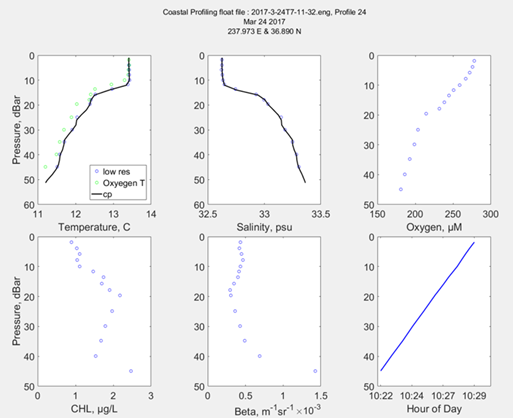 Coastal Profiling float file : 2017-3-24T7-11-32.eng, Profile 24
Mar 24 2017
237.973 E & 36.890 N
0
10
20
30
40
50
60
Pressure, dBar
11 12 13 14
Temperature, C
low res
Oxyegen T
cp
0
10
20
30
40
50
60
32.5 33 33.5
Salinity, psu
0
10
20
30
40
50
150 200 250 300
Oxygen, µM
0
10
20
30
40
50
Pressure, dBar
0 1 2 3
CHL, µg/L
0
10
20
30
40
50
0 0.5 1 1.5
Beta, m⁻¹sr⁻¹ ×10⁻³
0
10
20
30
40
50
10:22 10:24 10:27 10:29
Hour of Day